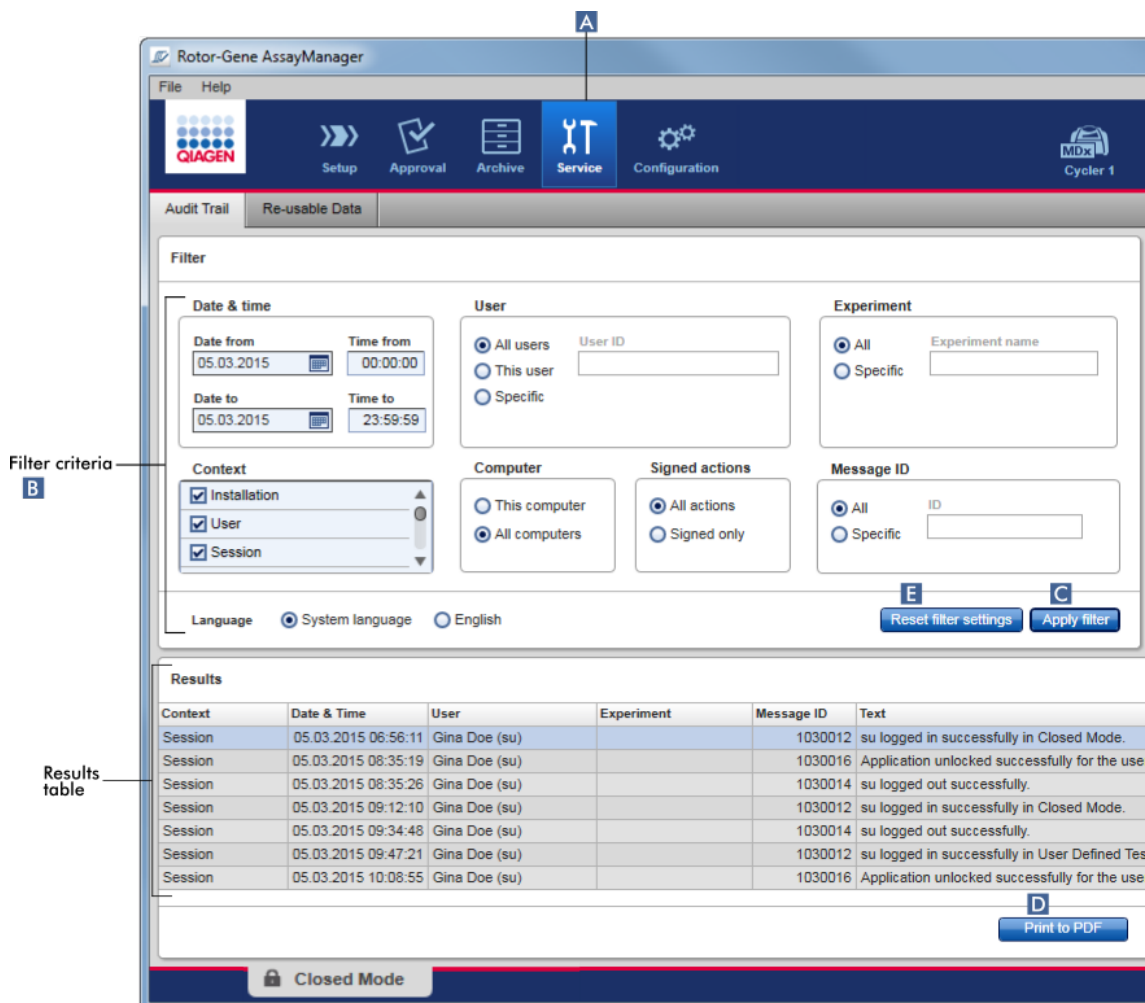 A
Rotor-Gene AssayManager
File Help
QIAGEN
Setup Approval Archive Service Configuration
MDx
Cycler 1
Audit Trail Re-usable Data
Filter
Date & time User Experiment
Date from Time from
05.03.2015 00:00:00
Date to Time to
05.03.2015 23:59:59
All users User ID
This user
Specific
All Experiment name
Specific
Filter criteria
B
Context Computer Signed actions Message ID
Installation
User
Session
This computer
All computers
All actions
Signed only
All ID
Specific
E C
Language System language English Reset filter settings Apply filter
Results
Context Date & Time User Experiment Message ID Text
Session 05.03.2015 06:56:11 Gina Doe (su) 1030012 su logged in successfully in Closed Mode.
Session 05.03.2015 08:35:19 Gina Doe (su) 1030016 Application unlocked successfully for the use
Session 05.03.2015 08:35:26 Gina Doe (su) 1030014 su logged out successfully.
Session 05.03.2015 09:12:10 Gina Doe (su) 1030012 su logged in successfully in Closed Mode.
Session 05.03.2015 09:34:48 Gina Doe (su) 1030014 su logged out successfully.
Session 05.03.2015 09:47:21 Gina Doe (su) 1030012 su logged in successfully in User Defined Tes
Session 05.03.2015 10:08:55 Gina Doe (su) 1030016 Application unlocked successfully for the use
Results
table
D
Print to PDF
Closed Mode